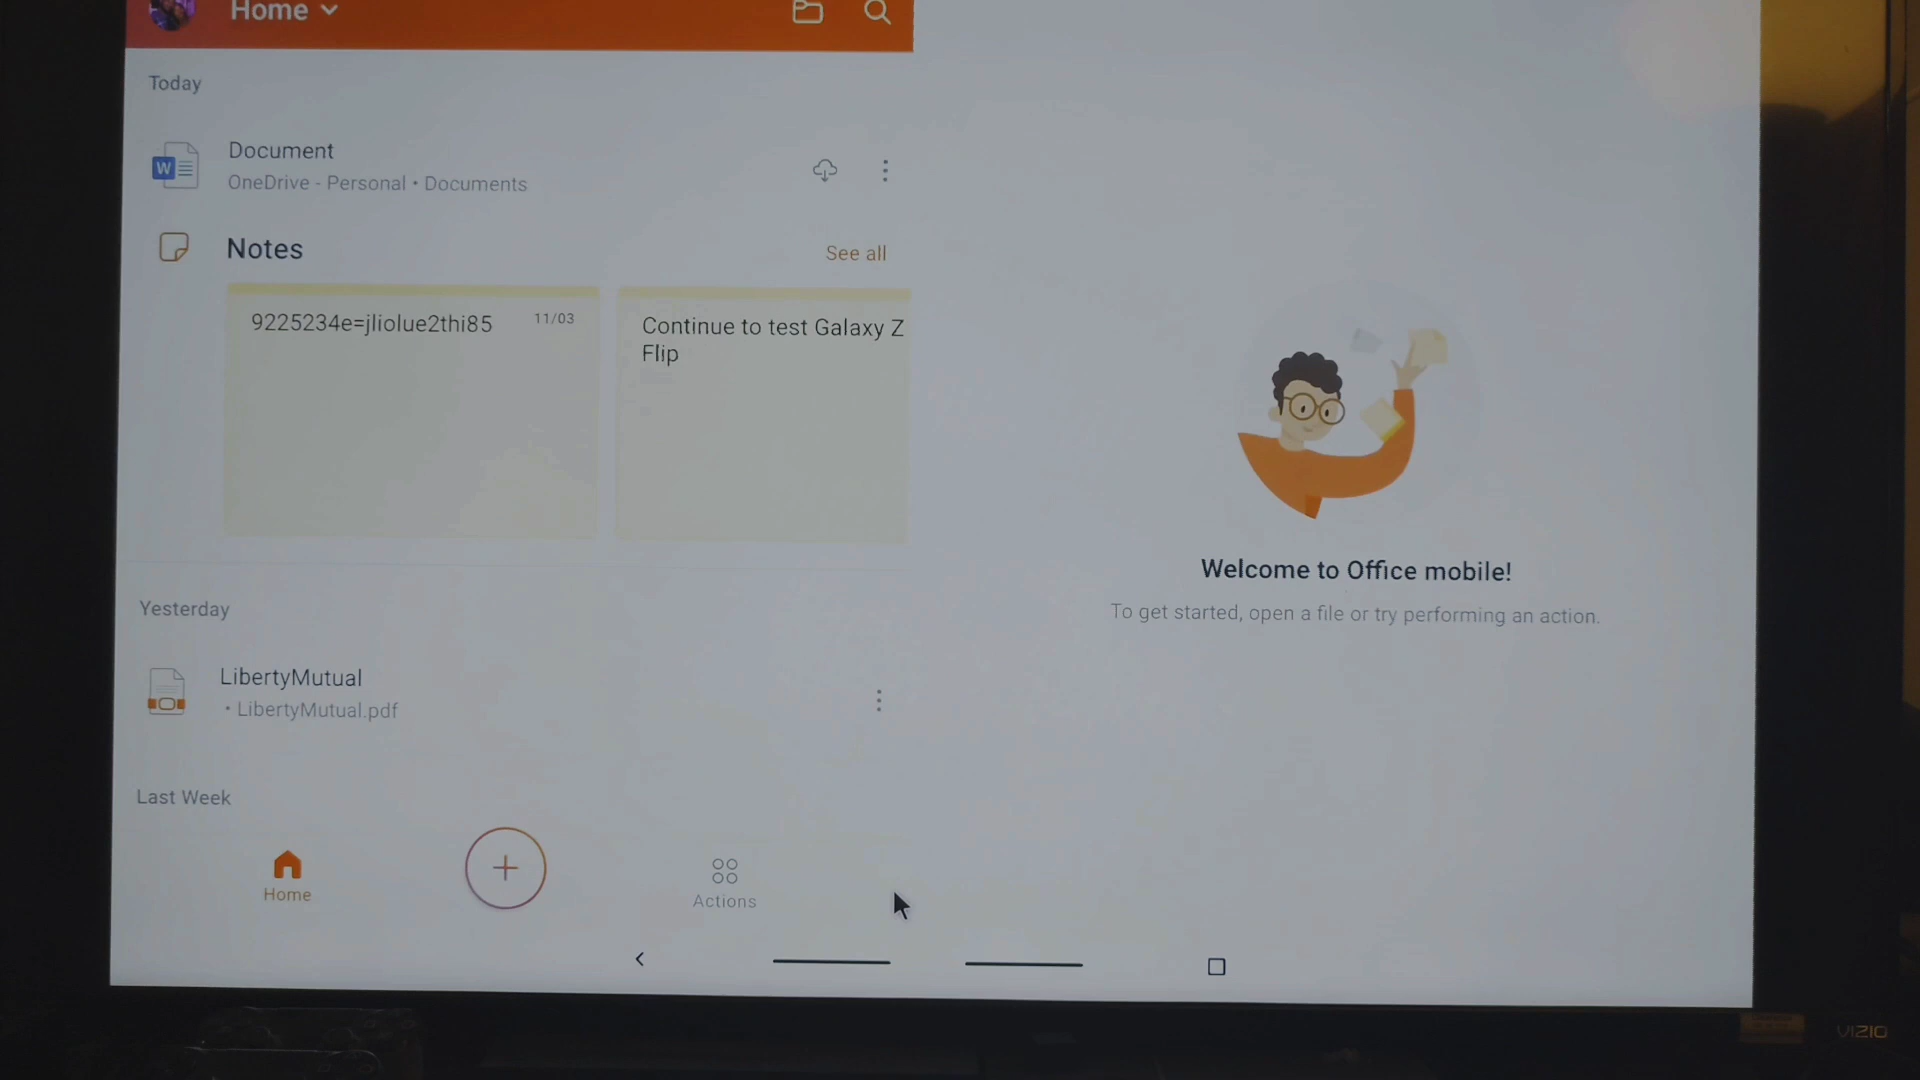 Home
Today
Document
OneDrive - Personal • Documents
W
Notes
See all
9225234e=jliolue2thi85
11/03
Continue to test Galaxy Z
Flip
Welcome to Office mobile!
To get started, open a file or try performing an action.
Yesterday
LibertyMutual
• LibertyMutual.pdf
Last Week
Home
Actions
VIZIO